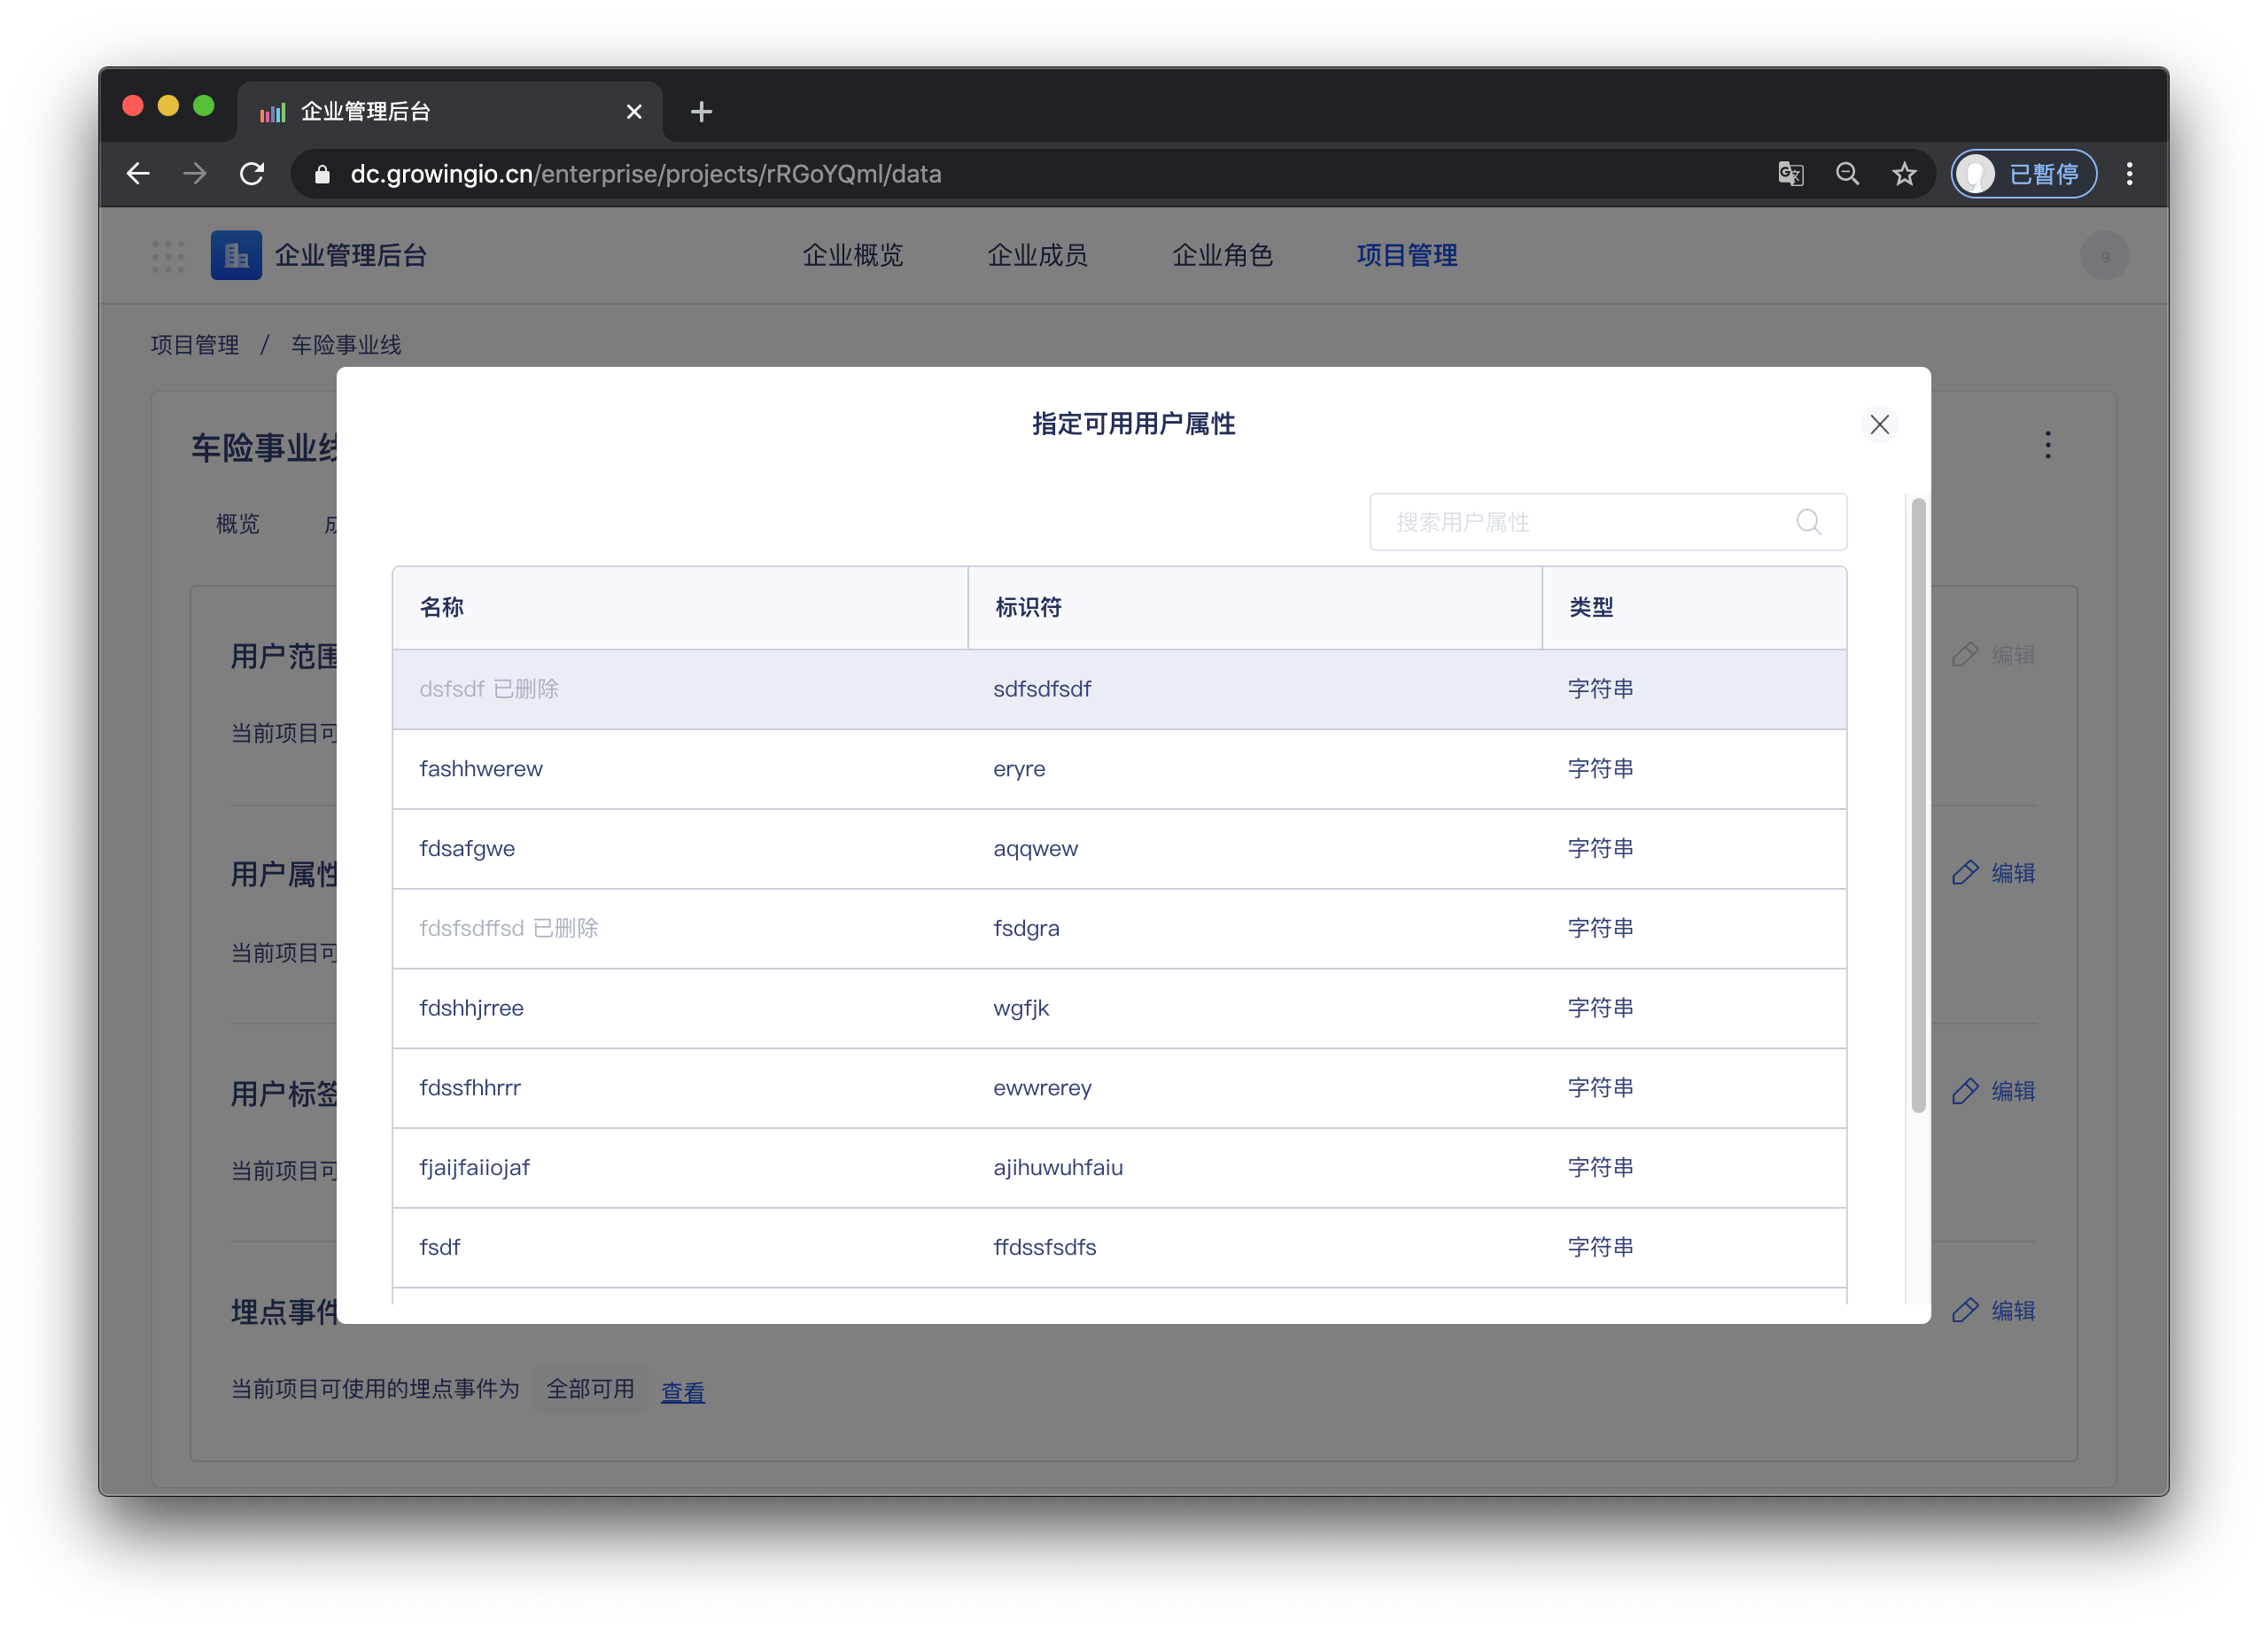 企业管理后台
dc.growingio.cn/enterprise/projects/rRGoYQml/data
已暫停
企业管理后台 企业概览 企业成员 企业角色 项目管理 g
项目管理 / 车险事业线
指定可用用户属性
车险事业线
概览
搜索用户属性
名称 标识符 类型
dsfsdf 已删除 sdfsdfsdf 字符串
用户范围 编辑
当前项目可
fashhwerew eryre 字符串
fdsafgwe aqqwew 字符串
用户属性 编辑
fdsfsdffsd 已删除 fsdgra 字符串
当前项目可
fdshhjrree wgfjk 字符串
fdssfhhrrr ewwrerey 字符串
用户标签 编辑
fjaijfaiiojaf ajihuwuhfaiu 字符串
当前项目可
fsdf ffdssfsdfs 字符串
埋点事件 编辑
当前项目可使用的埋点事件为 全部可用 查看